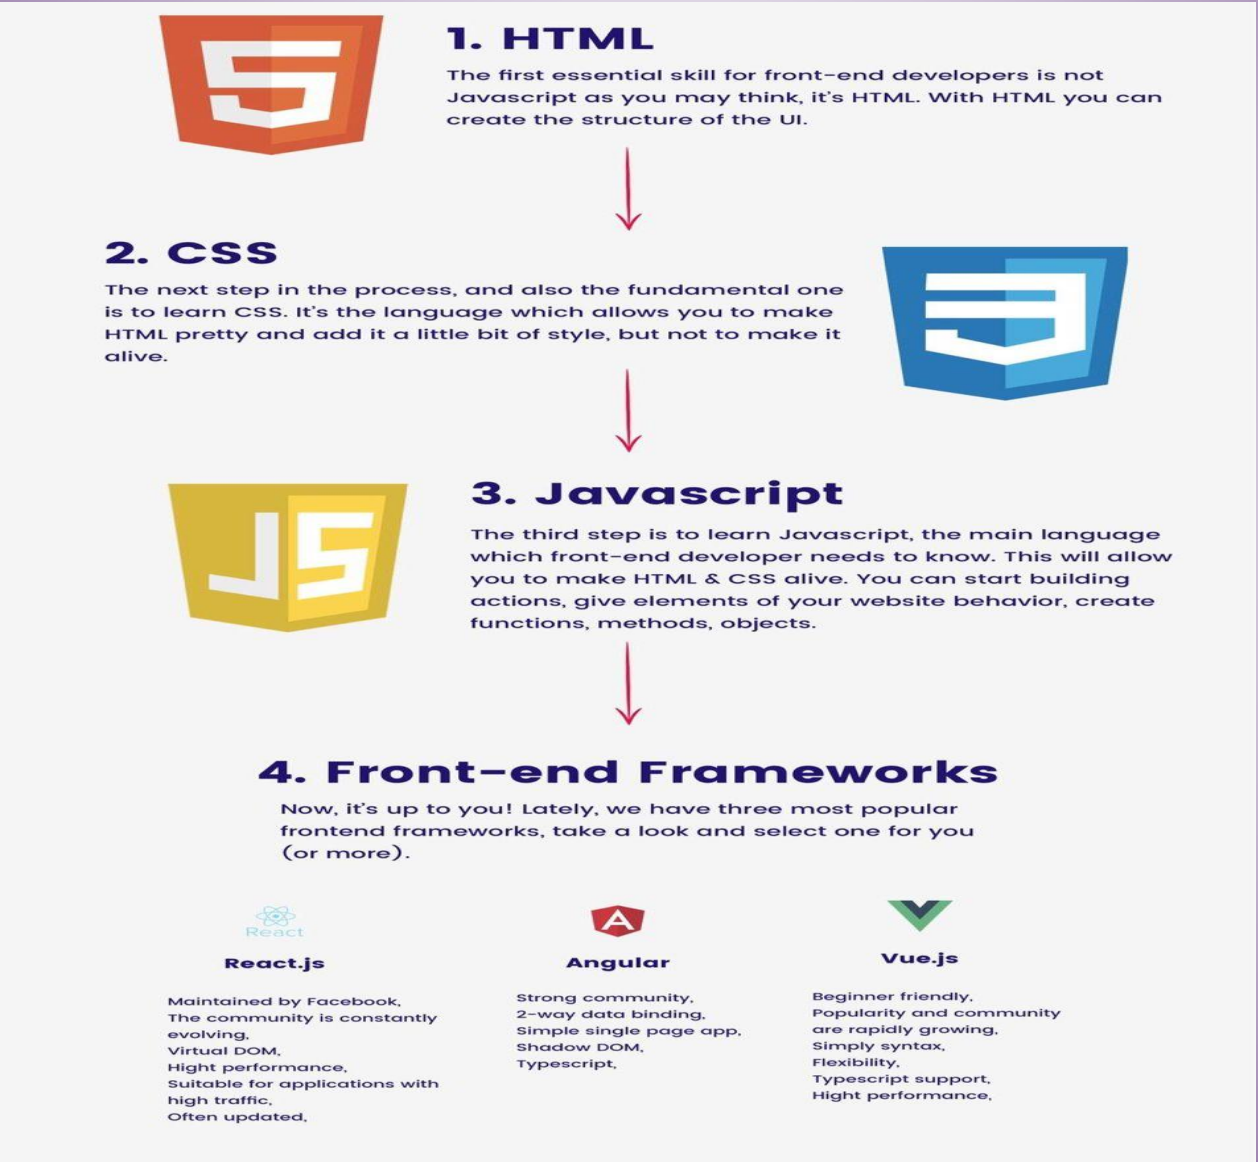 1. HTML
The first essential skill for front-end developers is not
Javascript as you may think, it's HTML. With HTML you can
create the structure of the UI.
2. CSS
The next step in the process, and also the fundamental one
is to learn CSS. It's the language which allows you to make
HTML pretty and add it a little bit of style, but not to make it
alive.
JS
3. Javascript
The third step is to learn Javascript, the main language
which front-end developer needs to know. This will allow
you to make HTML & CSS alive. You can start building
actions, give elements of your website behavior, create
functions, methods, objects.
4. Front-end Frameworks
Now, it's up to you! Lately, we have three most popular
frontend frameworks, take a look and select one for you
(or more).
React
React.js
Maintained by Facebook,
The community is constantly
evolving,
Virtual DOM,
Hight performance,
Suitable for applications with
high traffic,
Often updated,
A
Angular
Strong community,
2-way data binding,
Simple single page app,
Shadow DOM,
Typescript,
Vue.js
Beginner friendly,
Popularity and community
are rapidly growing,
Simply syntax,
Flexibility,
Typescript support,
Hight performance,